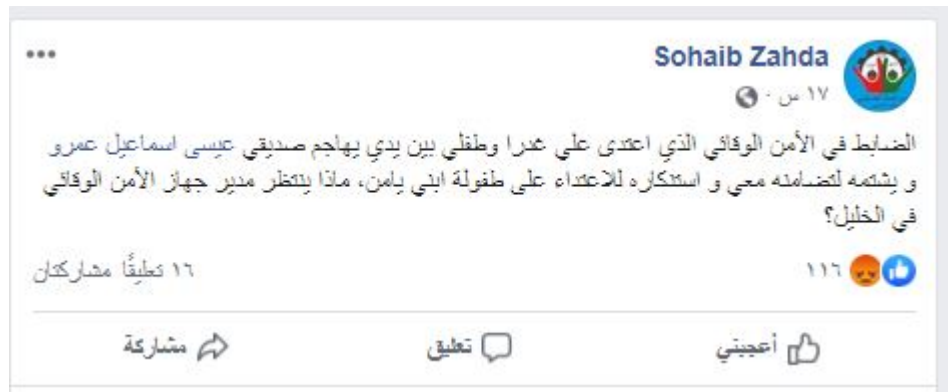 Sohaib Zahda
١٧ س ·
الضابط في الأمن الوقائي الذي اعتدى علي غدرا وطفلي بين يدي يهاجم صديقي عيسى اسماعيل عمرو
و يشتمه لتضامنه معي و استنكاره للاعتداء على طفولة ابني يامن، ماذا ينتظر مدير جهاز الأمن الوقائي
في الخليل؟
١١٦
١٦ تعليقًا مشاركتان
أعجبني
تعليق
مشاركة